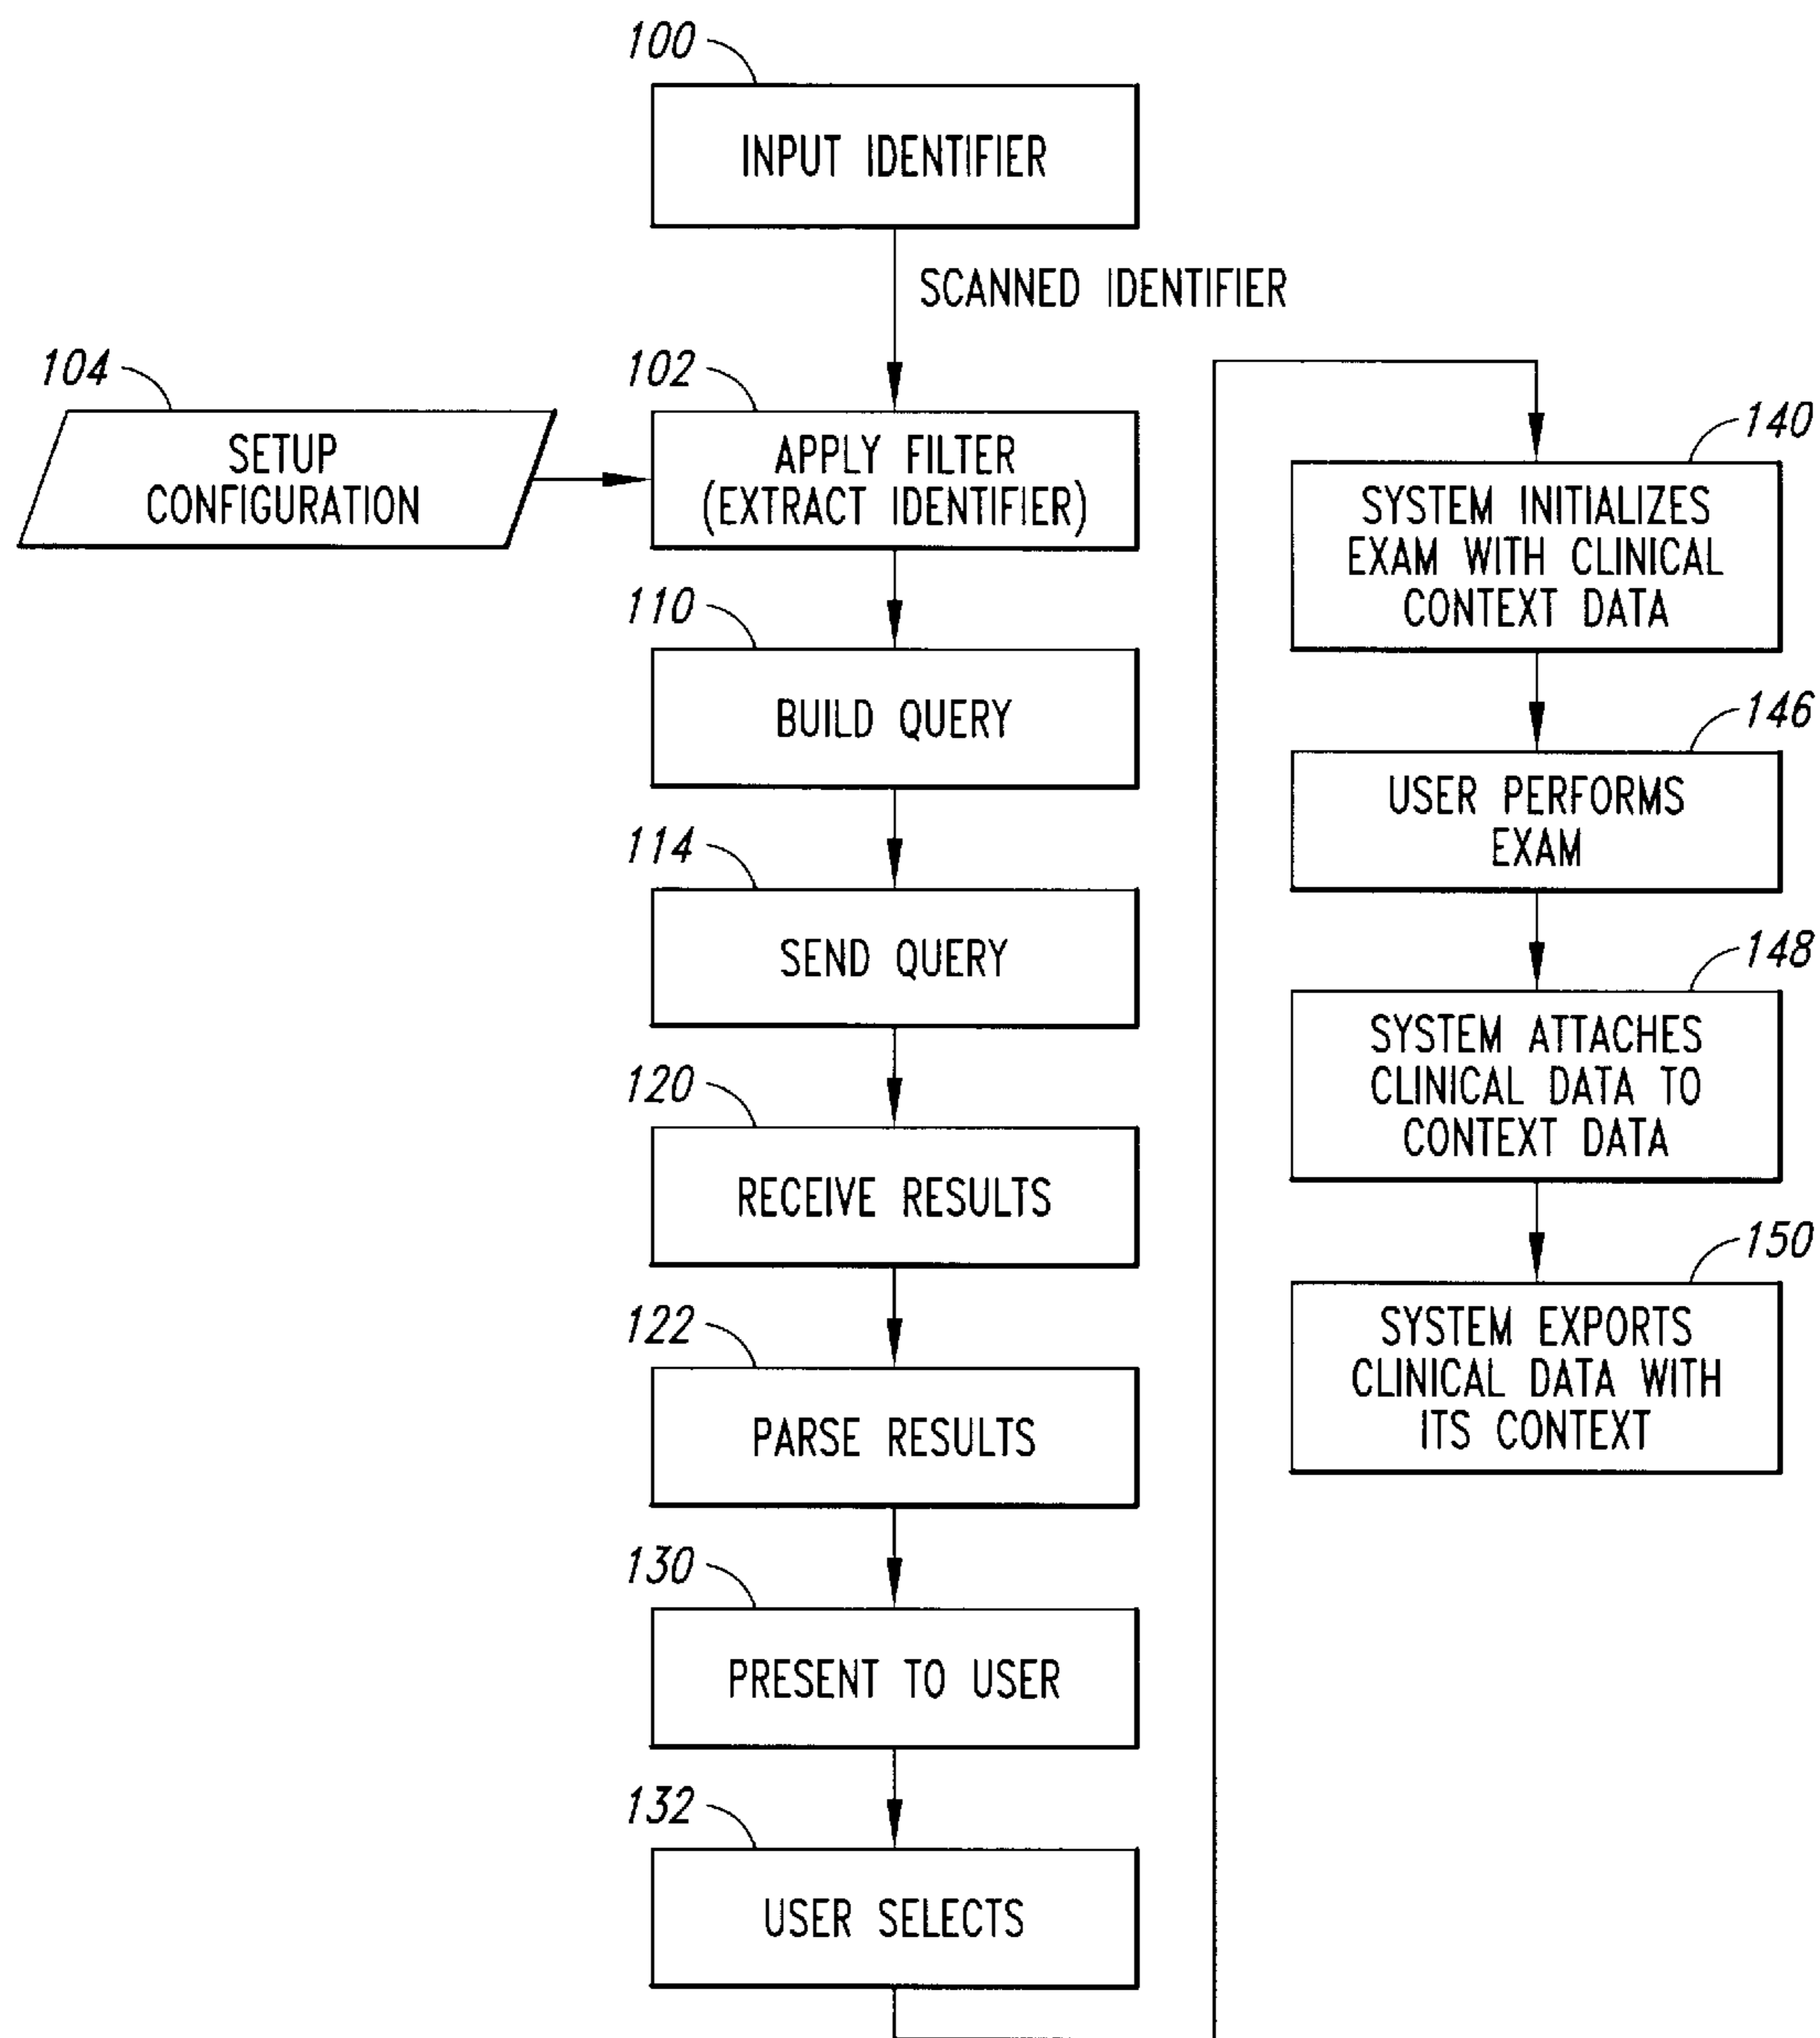 100
INPUT IDENTIFIER
SCANNED IDENTIFIER
104
SETUP
CONFIGURATION
102
APPLY FILTER
(EXTRACT IDENTIFIER)
110
BUILD QUERY
114
SEND QUERY
120
RECEIVE RESULTS
122
PARSE RESULTS
130
PRESENT TO USER
132
USER SELECTS
140
SYSTEM INITIALIZES
EXAM WITH CLINICAL
CONTEXT DATA
146
USER PERFORMS
EXAM
148
SYSTEM ATTACHES
CLINICAL DATA TO
CONTEXT DATA
150
SYSTEM EXPORTS
CLINICAL DATA WITH
ITS CONTEXT